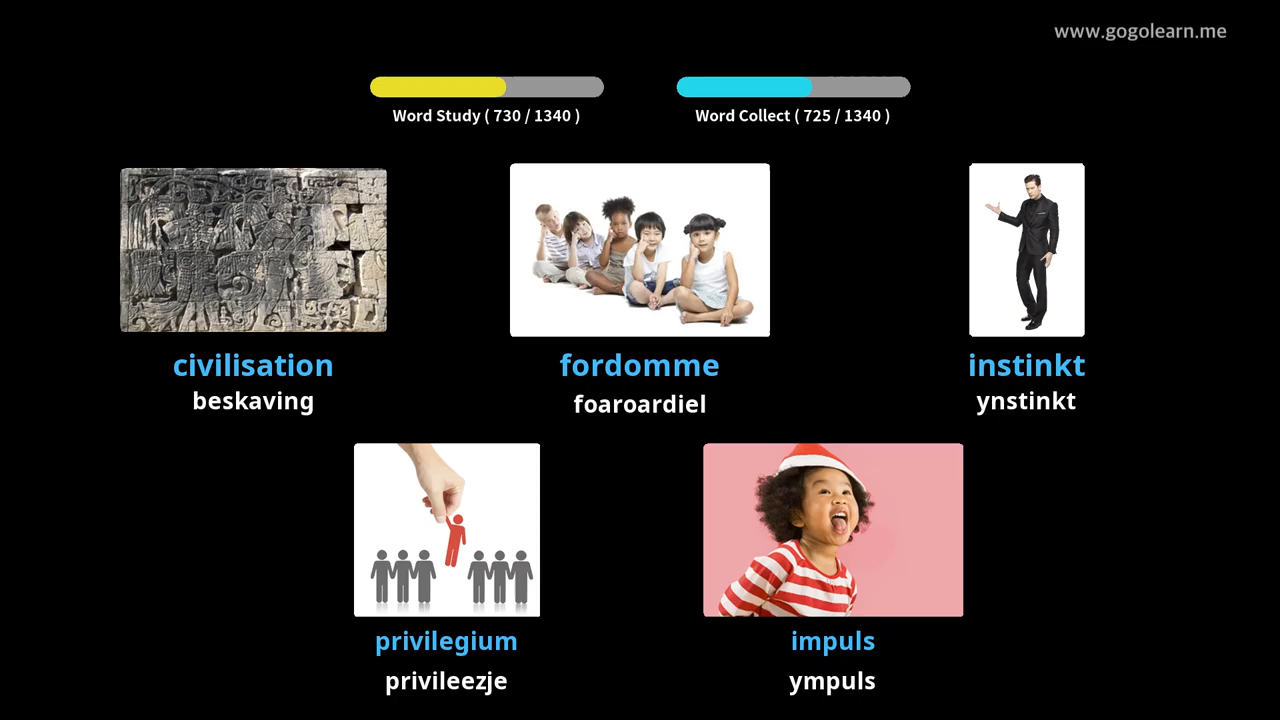 www.gogolearn.me
Word Study ( 730 / 1340 )
Word Collect ( 725 / 1340 )
civilisation
beskaving
fordomme
foaroardiel
instinkt
ynstinkt
privilegium
privileezje
impuls
ympuls